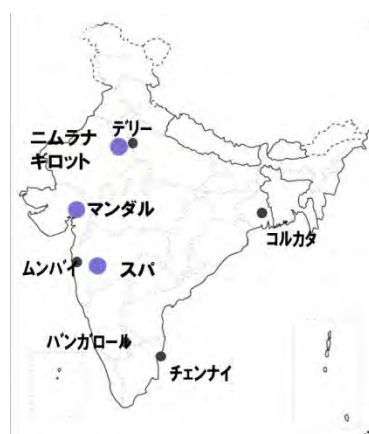 デリー
ニムラナ
ギロット
マンダル
コルカタ
ムンバイ
スパ
バンガロール
チェンナイ